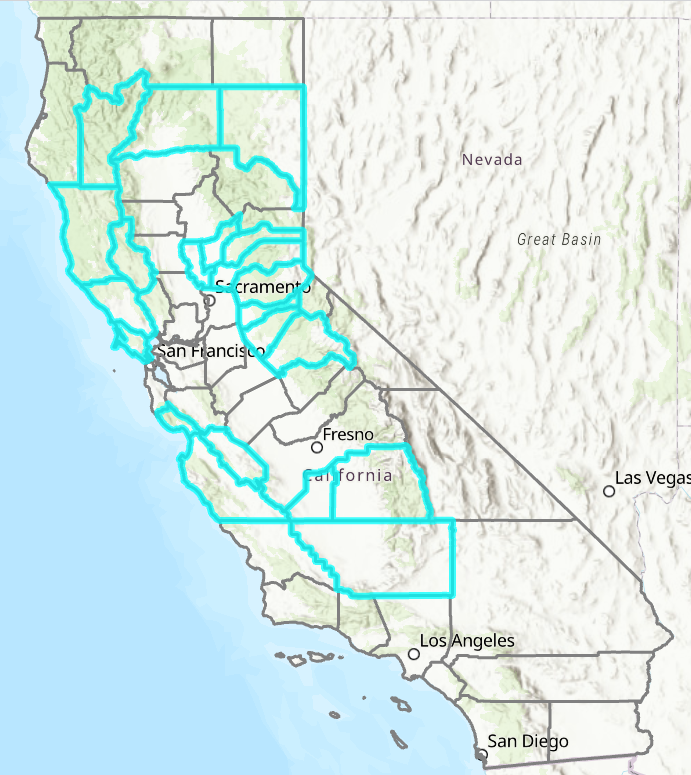 Nevada
Great Basin
Sacramento
San Francisco
Fresno
California
Las Vegas
Los Angeles
San Diego